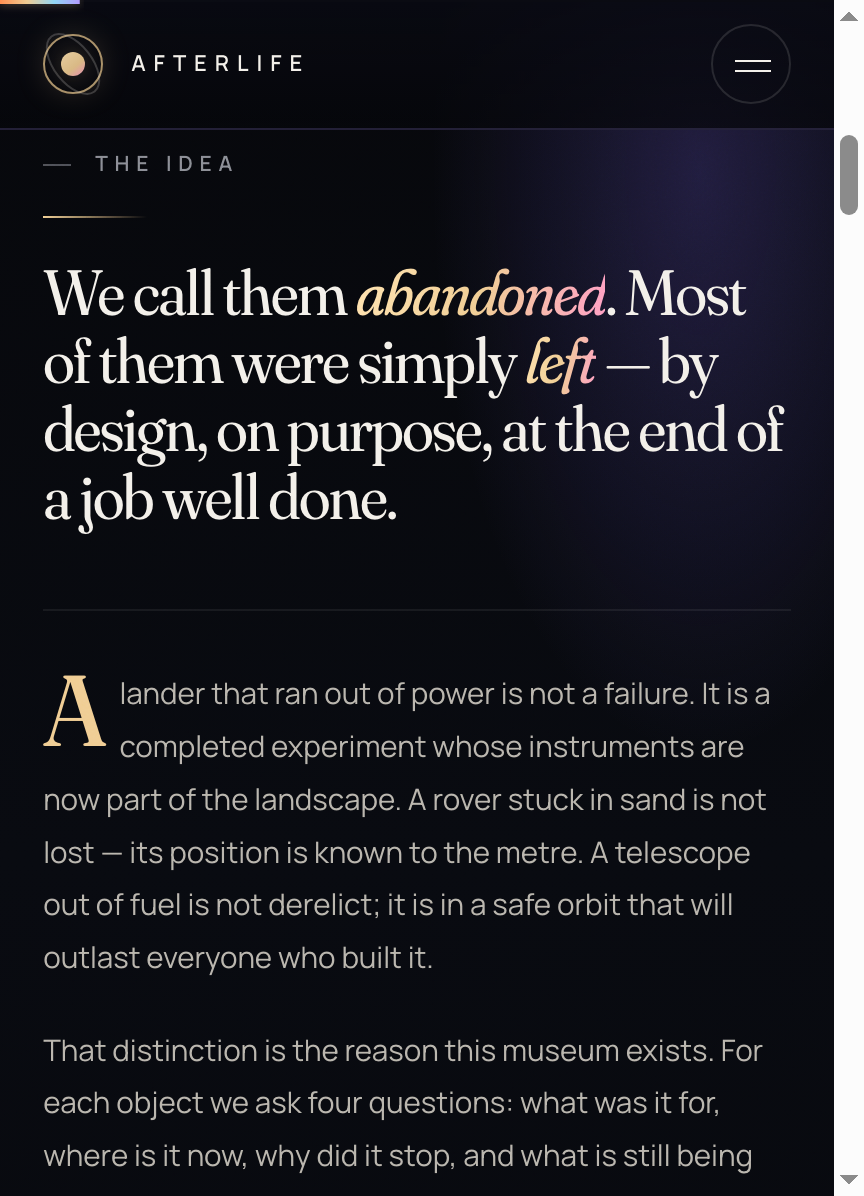 AFTERLIFE
— THE IDEA
We call them abandoned. Most
of them were simply left — by
design, on purpose, at the end of
a job well done.
A lander that ran out of power is not a failure. It is a
completed experiment whose instruments are
now part of the landscape. A rover stuck in sand is not
lost — its position is known to the metre. A telescope
out of fuel is not derelict; it is in a safe orbit that will
outlast everyone who built it.
That distinction is the reason this museum exists. For
each object we ask four questions: what was it for,
where is it now, why did it stop, and what is still being